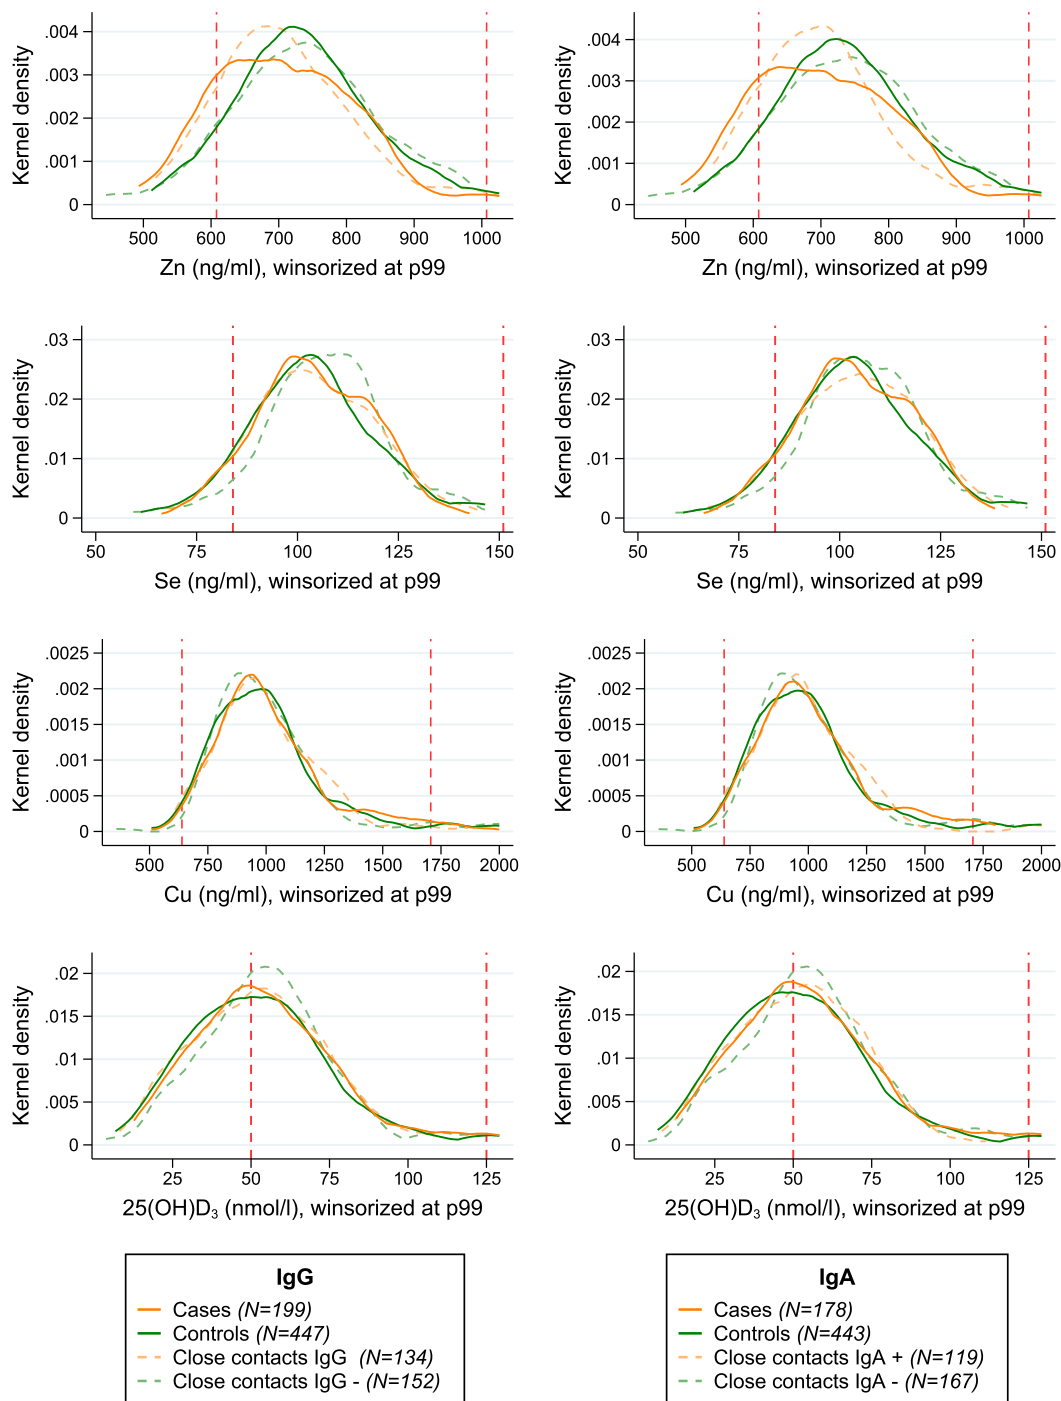 Kernel density
.004
.003
.002
.001
0
500 600 700 800 900 1000
Zn (ng/ml), winsorized at p99
Kernel density
.004
.003
.002
.001
0
500 600 700 800 900 1000
Zn (ng/ml), winsorized at p99
Kernel density
.03
.02
.01
0
50 75 100 125 150
Se (ng/ml), winsorized at p99
Kernel density
.03
.02
.01
0
50 75 100 125 150
Se (ng/ml), winsorized at p99
Kernel density
.0025
.002
.0015
.001
.0005
0
500 750 1000 1250 1500 1750 2000
Cu (ng/ml), winsorized at p99
Kernel density
.0025
.002
.0015
.001
.0005
0
500 750 1000 1250 1500 1750 2000
Cu (ng/ml), winsorized at p99
Kernel density
.02
.015
.01
.005
0
25 50 75 100 125
25(OH)D₃ (nmol/l), winsorized at p99
Kernel density
.02
.015
.01
.005
0
25 50 75 100 125
25(OH)D₃ (nmol/l), winsorized at p99
IgG
Cases (N=199)
Controls (N=447)
Close contacts IgG (N=134)
Close contacts IgG - (N=152)
IgA
Cases (N=178)
Controls (N=443)
Close contacts IgA + (N=119)
Close contacts IgA - (N=167)